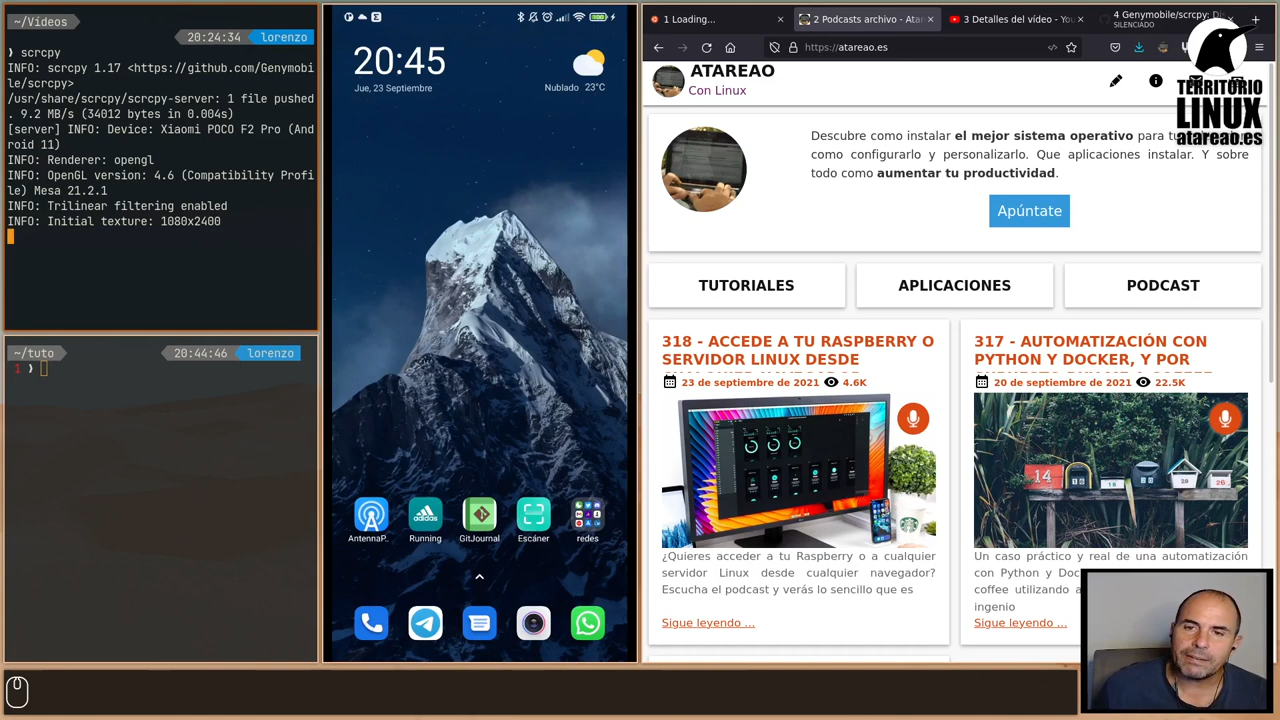 ~/Vídeos
20:24:34 lorenzo
❯ scrcpy
INFO: scrcpy 1.17 <https://github.com/Genymobi
le/scrcpy>
/usr/share/scrcpy/scrcpy-server: 1 file pushed
. 9.2 MB/s (34012 bytes in 0.004s)
[server] INFO: Device: Xiaomi POCO F2 Pro (And
roid 11)
INFO: Renderer: opengl
INFO: OpenGL version: 4.6 (Compatibility Profi
le) Mesa 21.2.1
INFO: Trilinear filtering enabled
INFO: Initial texture: 1080x2400
~/tuto 20:44:46 lorenzo
1 ❯
20:45
Jue, 23 Septiembre
Nublado 23°C
AntennaP.. Running GitJournal Escáner redes
1 Loading...
2 Podcasts archivo - Atar
3 Detalles del vídeo - You
4 Genymobile/scrcpy: Di
SILENCIADO
https://atareao.es
ATAREAO
Con Linux
TERRITORIO
LINUX
atareao.es
Descubre como instalar el mejor sistema operativo para
como configurarlo y personalizarlo. Que aplicaciones instalar. Y sobre
todo como aumentar tu productividad.
Apúntate
TUTORIALES
APLICACIONES
PODCAST
318 - ACCEDE A TU RASPBERRY O
SERVIDOR LINUX DESDE
23 de septiembre de 2021 4.6K
¿Quieres acceder a tu Raspberry o a cualquier
servidor Linux desde cualquier navegador?
Escucha el podcast y verás lo sencillo que es
Sigue leyendo ...
317 - AUTOMATIZACIÓN CON
PYTHON Y DOCKER, Y POR
20 de septiembre de 2021 22.5K
14
Un caso práctico y real de una automatización
con Python y Doc
coffee utilizando
ingenio
Sigue leyendo ...